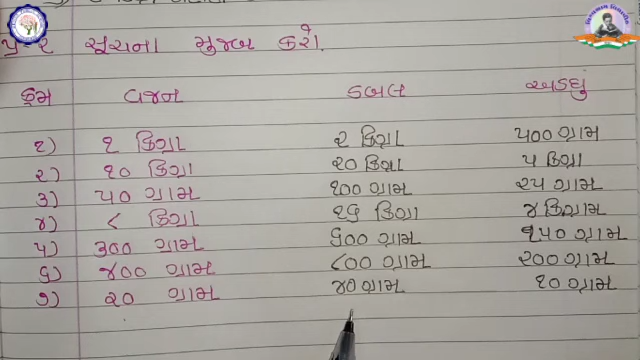 પ્ર-૨ સૂચના મુજબ કરો.
ક્રમ વજન ડબલ અડધું
૧) ૧ કિગ્રા ૨ કિગ્રા ૫૦૦ ગ્રામ
૨) ૧૦ કિગ્રા ૨૦ કિગ્રા ૫ કિગ્રા
૩) ૫૦ ગ્રામ ૧૦૦ ગ્રામ ૨૫ ગ્રામ
૪) ૮ કિગ્રા ૧૬ કિગ્રા ૪ કિગ્રામ
૫) ૩૦૦ ગ્રામ ૬૦૦ ગ્રામ ૧૫૦ ગ્રામ
૬) ૪૦૦ ગ્રામ ૮૦૦ ગ્રામ ૨૦૦ ગ્રામ
૭) ૨૦ ગ્રામ ૪૦ ગ્રામ ૧૦ ગ્રામ